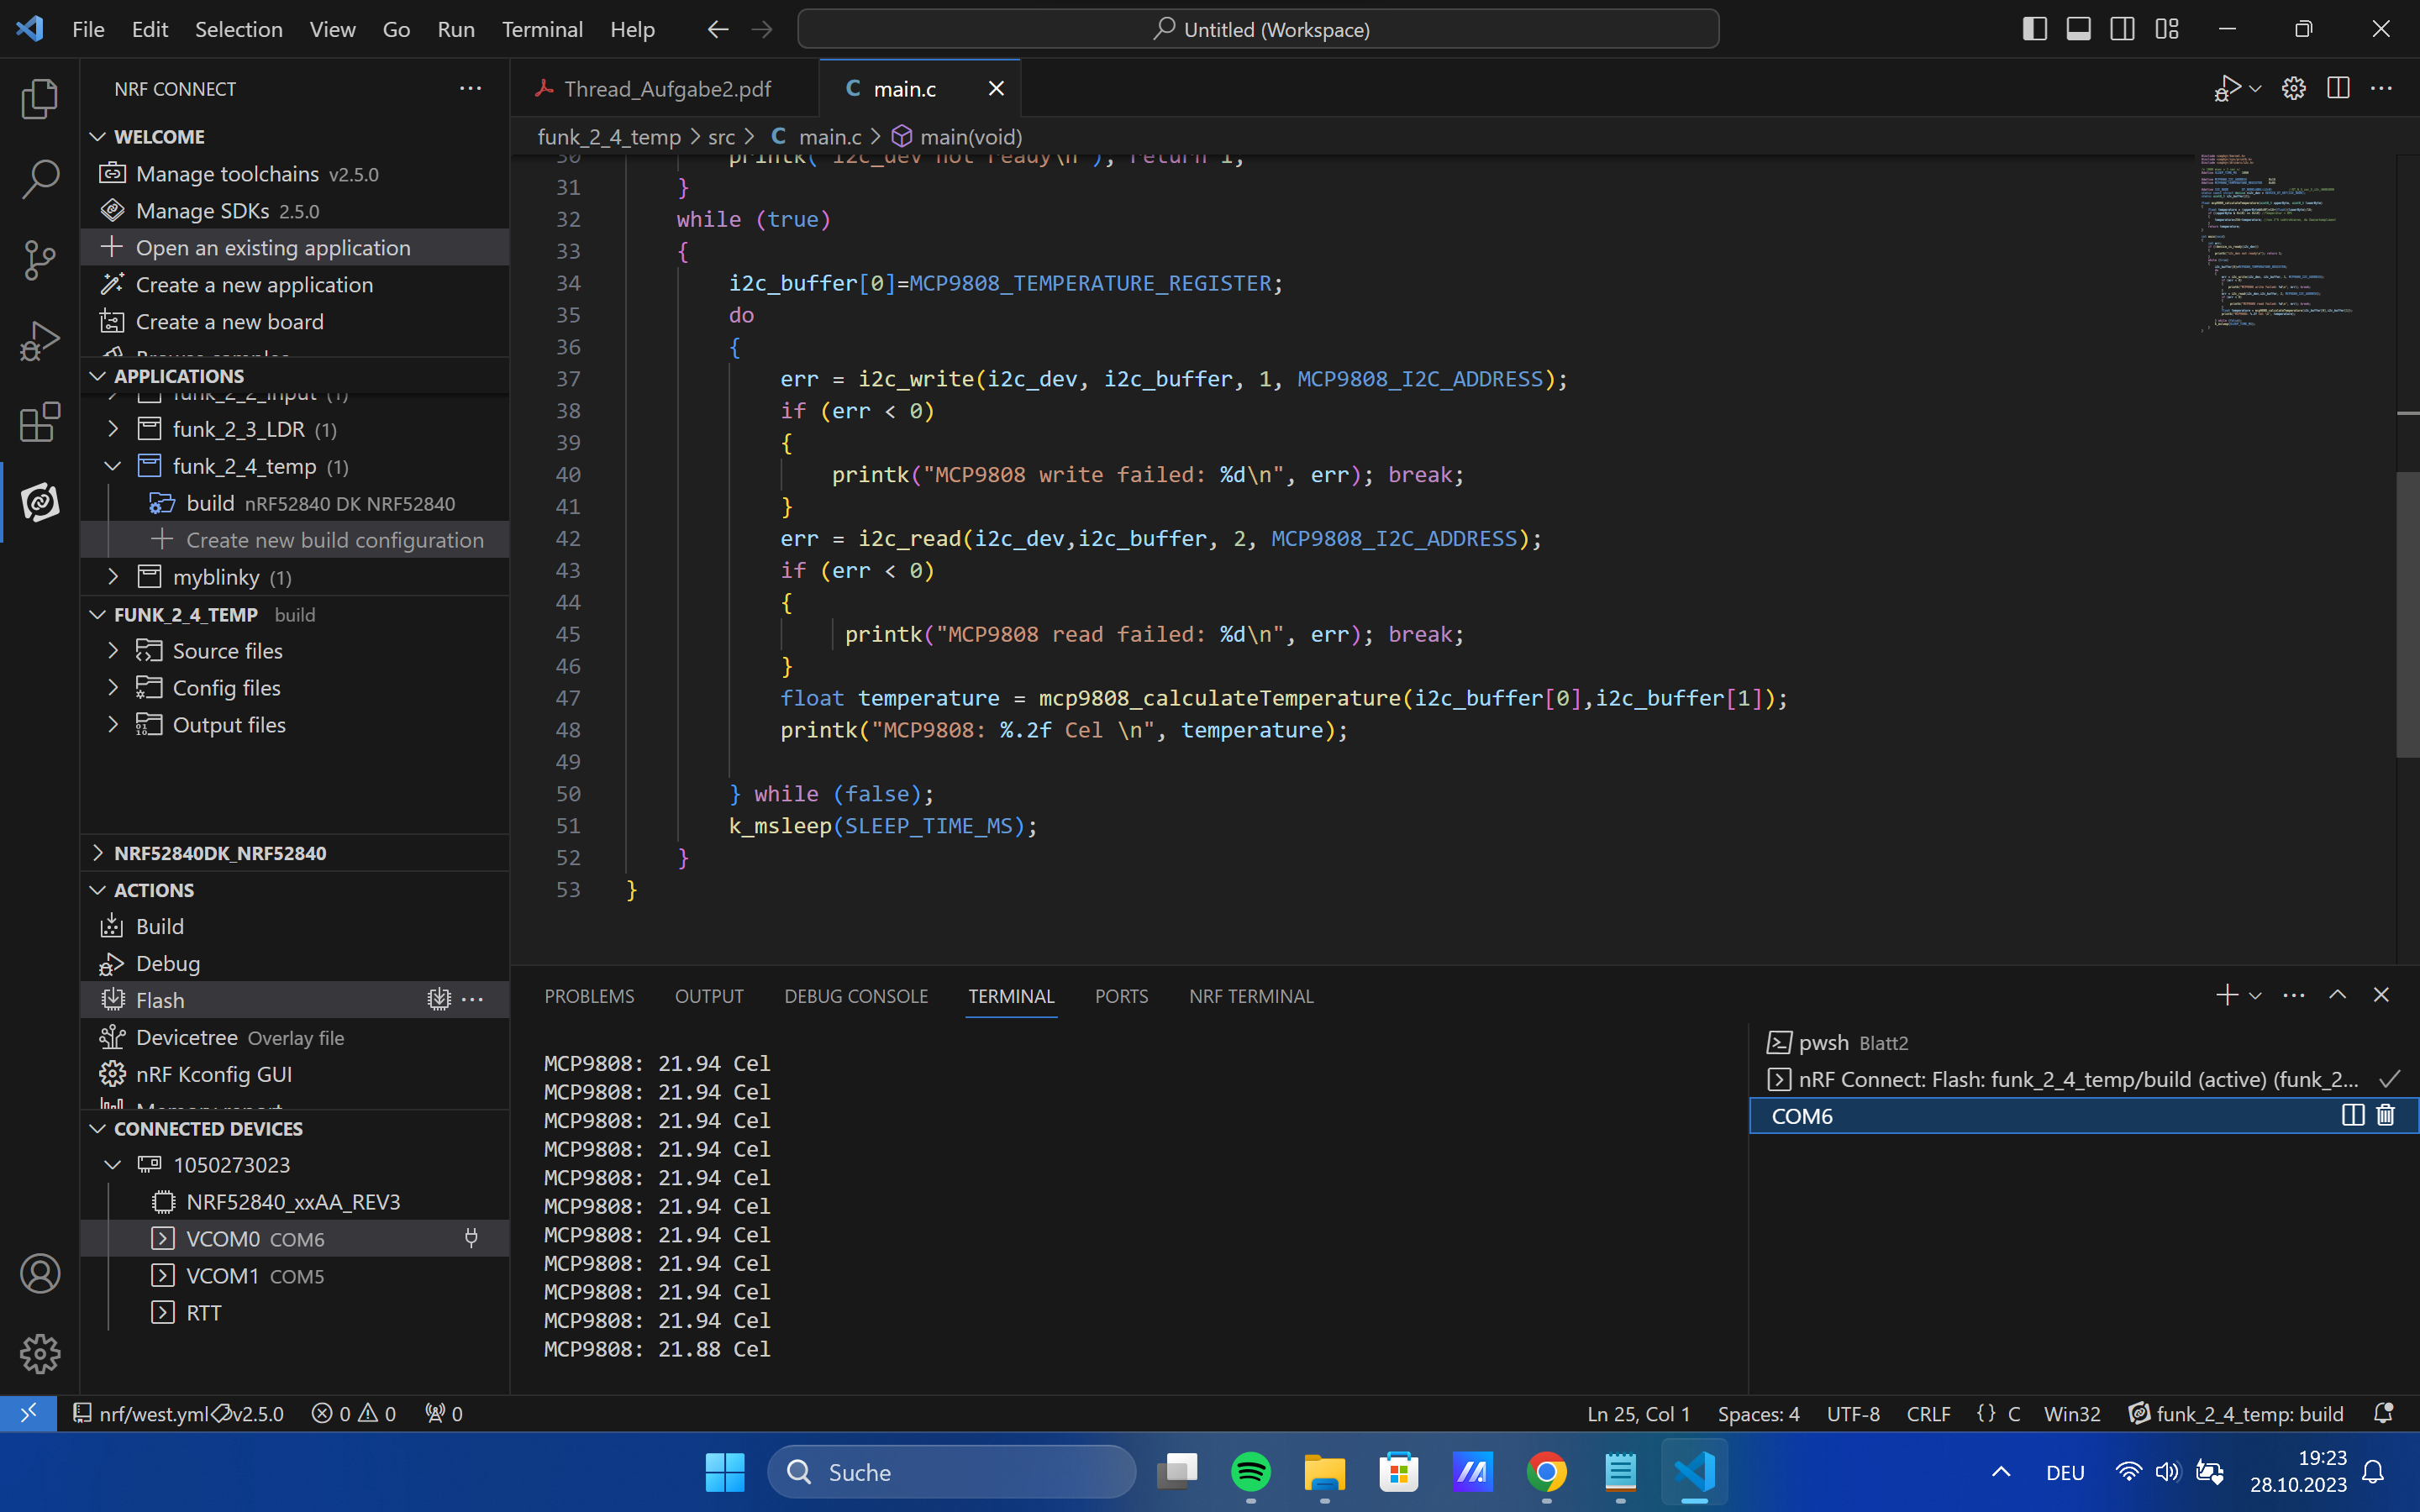 File Edit Selection View Go Run Terminal Help
Untitled (Workspace)
NRF CONNECT
WELCOME
Manage toolchains v2.5.0
Manage SDKs 2.5.0
Open an existing application
Create a new application
Create a new board
Browse samples
APPLICATIONS
funk_2_2_input (1)
funk_2_3_LDR (1)
funk_2_4_temp (1)
build nRF52840 DK NRF52840
Create new build configuration
myblinky (1)
FUNK_2_4_TEMP build
Source files
Config files
Output files
NRF52840DK_NRF52840
ACTIONS
Build
Debug
Flash
Devicetree Overlay file
nRF Kconfig GUI
Memory report
CONNECTED DEVICES
1050273023
NRF52840_xxAA_REV3
VCOM0 COM6
VCOM1 COM5
RTT
Thread_Aufgabe2.pdf
C main.c
funk_2_4_temp > src > C main.c > main(void)
30 printk("i2c_dev not ready\n"); return 1;
31 }
32 while (true)
33 {
34 i2c_buffer[0]=MCP9808_TEMPERATURE_REGISTER;
35 do
36 {
37 err = i2c_write(i2c_dev, i2c_buffer, 1, MCP9808_I2C_ADDRESS);
38 if (err < 0)
39 {
40 printk("MCP9808 write failed: %d\n", err); break;
41 }
42 err = i2c_read(i2c_dev,i2c_buffer, 2, MCP9808_I2C_ADDRESS);
43 if (err < 0)
44 {
45 printk("MCP9808 read failed: %d\n", err); break;
46 }
47 float temperature = mcp9808_calculateTemperature(i2c_buffer[0],i2c_buffer[1]);
48 printk("MCP9808: %.2f Cel \n", temperature);
49
50 } while (false);
51 k_msleep(SLEEP_TIME_MS);
52 }
53 }
PROBLEMS OUTPUT DEBUG CONSOLE TERMINAL PORTS NRF TERMINAL
MCP9808: 21.94 Cel
MCP9808: 21.94 Cel
MCP9808: 21.94 Cel
MCP9808: 21.94 Cel
MCP9808: 21.94 Cel
MCP9808: 21.94 Cel
MCP9808: 21.94 Cel
MCP9808: 21.94 Cel
MCP9808: 21.94 Cel
MCP9808: 21.94 Cel
MCP9808: 21.88 Cel
pwsh Blatt2
nRF Connect: Flash: funk_2_4_temp/build (active) (funk_2...
COM6
nrf/west.yml v2.5.0 0 0 0
Ln 25, Col 1 Spaces: 4 UTF-8 CRLF {} C Win32 funk_2_4_temp: build
Suche
DEU
19:23
28.10.2023